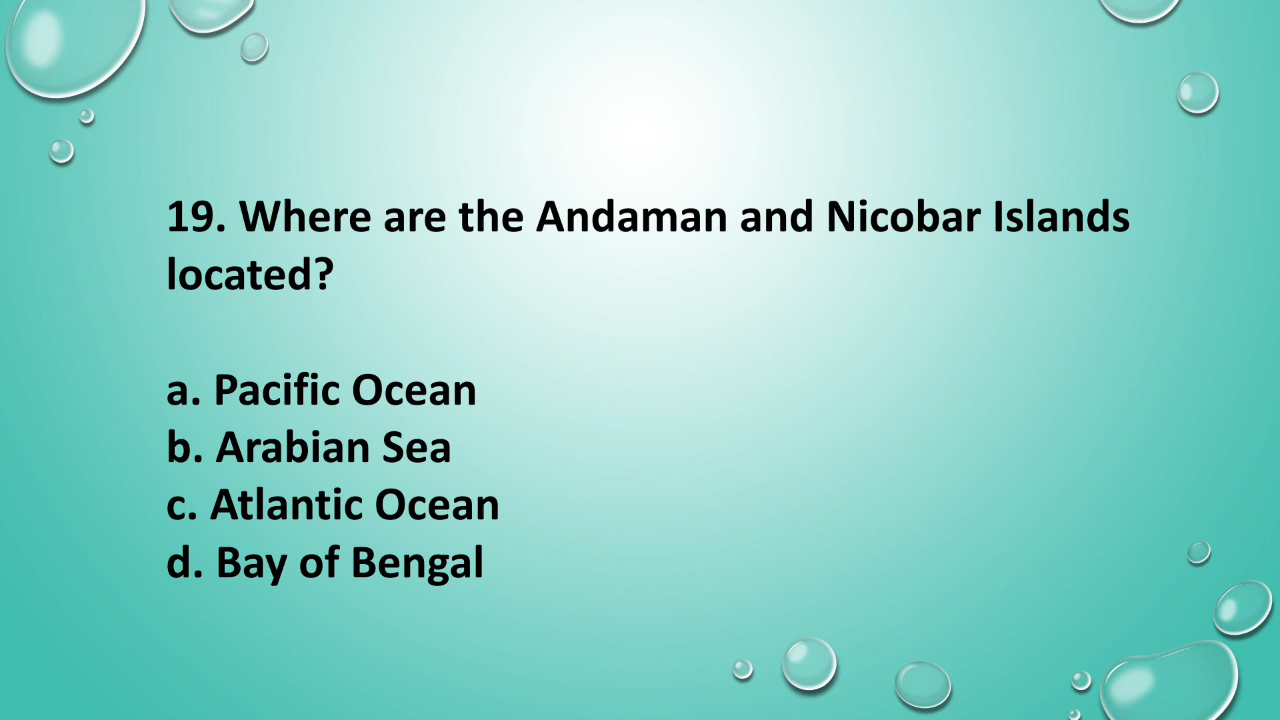 19. Where are the Andaman and Nicobar Islands
located?
a. Pacific Ocean
b. Arabian Sea
c. Atlantic Ocean
d. Bay of Bengal